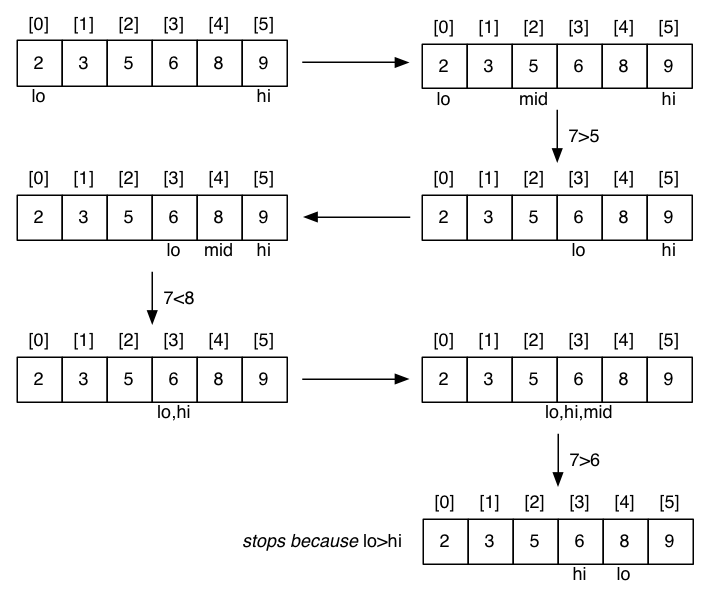 [0] [1] [2] [3] [4] [5]
2 3 5 6 8 9
lo hi
[0] [1] [2] [3] [4] [5]
2 3 5 6 8 9
lo mid hi
7>5
[0] [1] [2] [3] [4] [5]
2 3 5 6 8 9
lo hi
[0] [1] [2] [3] [4] [5]
2 3 5 6 8 9
lo mid hi
7<8
[0] [1] [2] [3] [4] [5]
2 3 5 6 8 9
lo,hi
[0] [1] [2] [3] [4] [5]
2 3 5 6 8 9
lo,hi,mid
7>6
[0] [1] [2] [3] [4] [5]
stops because lo>hi
2 3 5 6 8 9
hi lo